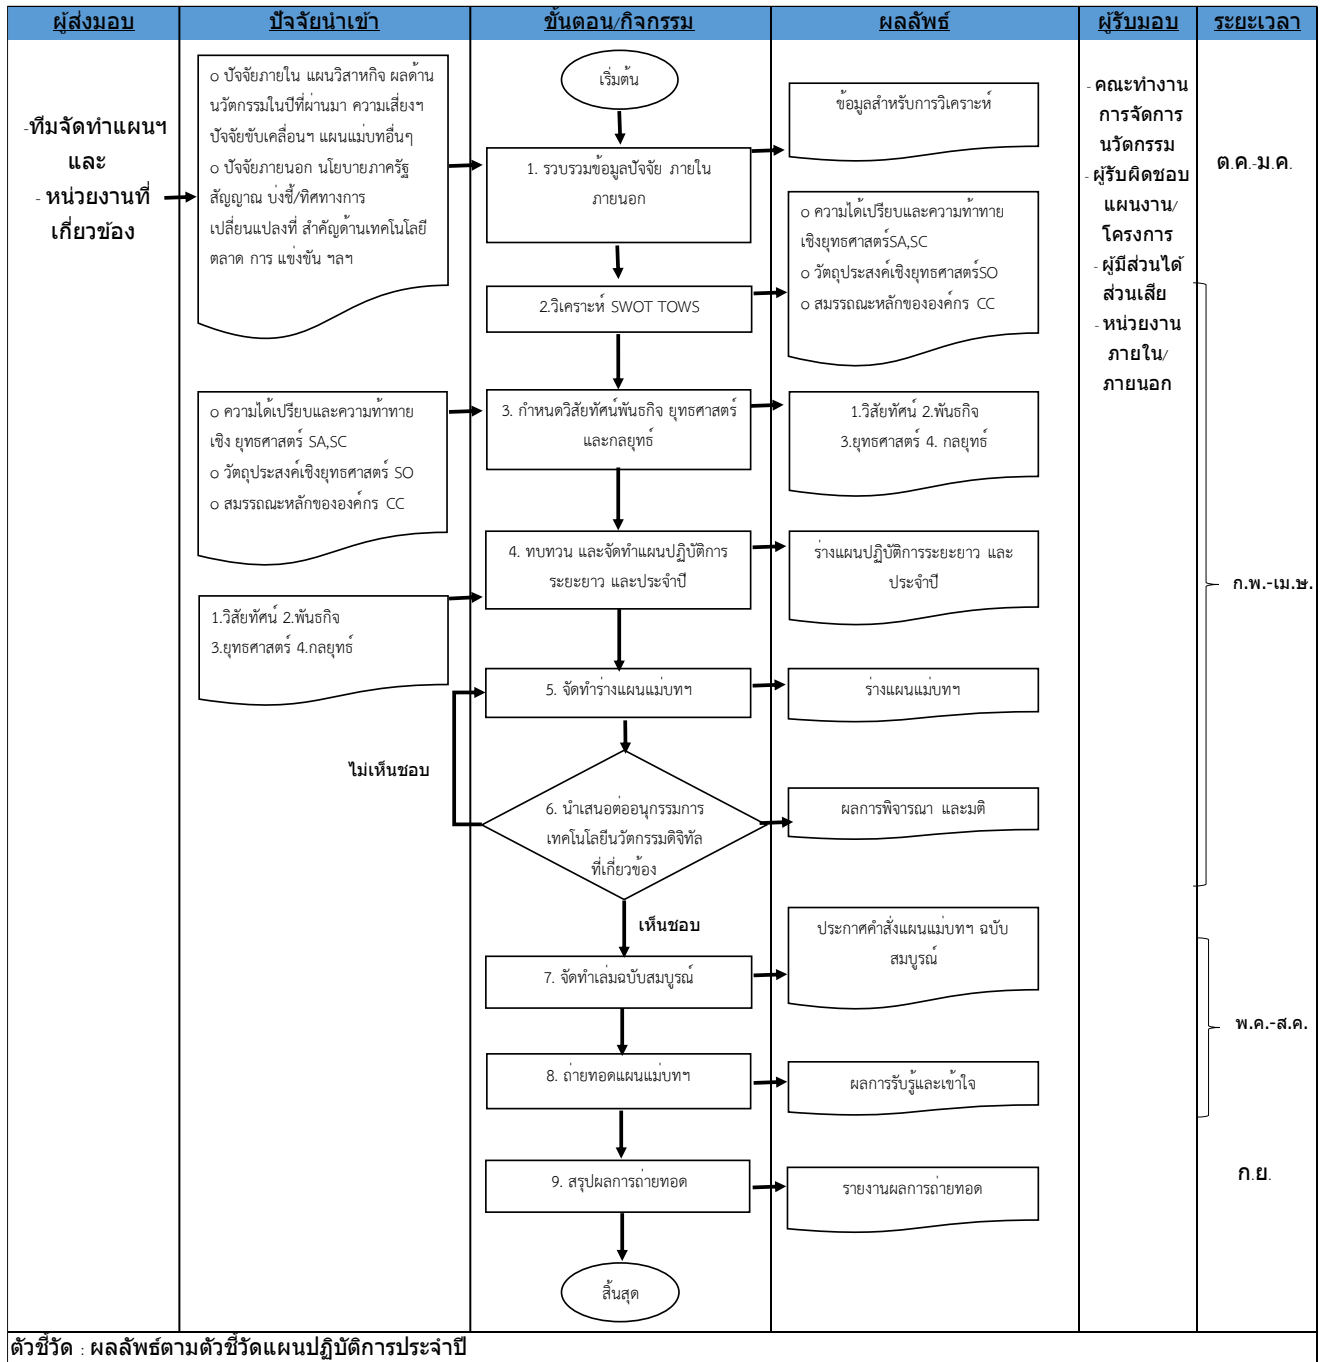 ผู้ส่งมอบ
ปัจจัยนำเข้า
ขั้นตอน/กิจกรรม
ผลลัพธ์
ผู้รับมอบ
ระยะเวลา
-ทีมจัดทำแผนฯ
และ
- หน่วยงานที่
เกี่ยวข้อง
o ปัจจัยภายใน แผนวิสาหกิจ ผลด้าน
นวัตกรรมในปีที่ผ่านมา ความเสี่ยงฯ
ปัจจัยขับเคลื่อนฯ แผนแม่บทอื่นๆ
o ปัจจัยภายนอก นโยบายภาครัฐ
สัญญาณ บ่งชี้/ทิศทางการ
เปลี่ยนแปลงที่ สำคัญด้านเทคโนโลยี
ตลาด การ แข่งขัน ฯลฯ
เริ่มต้น
1. รวบรวมข้อมูลปัจจัย ภายใน
ภายนอก
ข้อมูลสำหรับการวิเคราะห์
2.วิเคราะห์ SWOT TOWS
o ความได้เปรียบและความท้าทาย
เชิงยุทธศาสตร์SA,SC
o วัตถุประสงค์เชิงยุทธศาสตร์SO
o สมรรถณะหลักขององค์กร CC
- คณะทำงาน
การจัดการ
นวัตกรรม
- ผู้รับผิดชอบ
แผนงาน/
โครงการ
- ผู้มีส่วนได้
ส่วนเสีย
- หน่วยงาน
ภายใน/
ภายนอก
ต.ค.-ม.ค.
o ความได้เปรียบและความท้าทาย
เชิง ยุทธศาสตร์ SA,SC
o วัตถุประสงค์เชิงยุทธศาสตร์ SO
o สมรรถณะหลักขององค์กร CC
3. กำหนดวิสัยทัศน์พันธกิจ ยุทธศาสตร์
และกลยุทธ์
1.วิสัยทัศน์ 2.พันธกิจ
3.ยุทธศาสตร์ 4. กลยุทธ์
4. ทบทวน และจัดทำแผนปฏิบัติการ
ระยะยาว และประจำปี
ร่างแผนปฏิบัติการระยะยาว และ
ประจำปี
ก.พ.-เม.ษ.
1.วิสัยทัศน์ 2.พันธกิจ
3.ยุทธศาสตร์ 4.กลยุทธ์
5. จัดทำร่างแผนแม่บทฯ
ร่างแผนแม่บทฯ
ไม่เห็นชอบ
6. นำเสนอต่ออนุกรรมการ
เทคโนโลยีนวัตกรรมดิจิทัล
ที่เกี่ยวข้อง
ผลการพิจารณา และมติ
เห็นชอบ
7. จัดทำเล่มฉบับสมบูรณ์
ประกาศคำสั่งแผนแม่บทฯ ฉบับ
สมบูรณ์
พ.ค.-ส.ค.
8. ถ่ายทอดแผนแม่บทฯ
ผลการรับรู้และเข้าใจ
9. สรุปผลการถ่ายทอด
รายงานผลการถ่ายทอด
ก.ย.
สิ้นสุด
ตัวชี้วัด : ผลลัพธ์ตามตัวชี้วัดแผนปฏิบัติการประจำปี